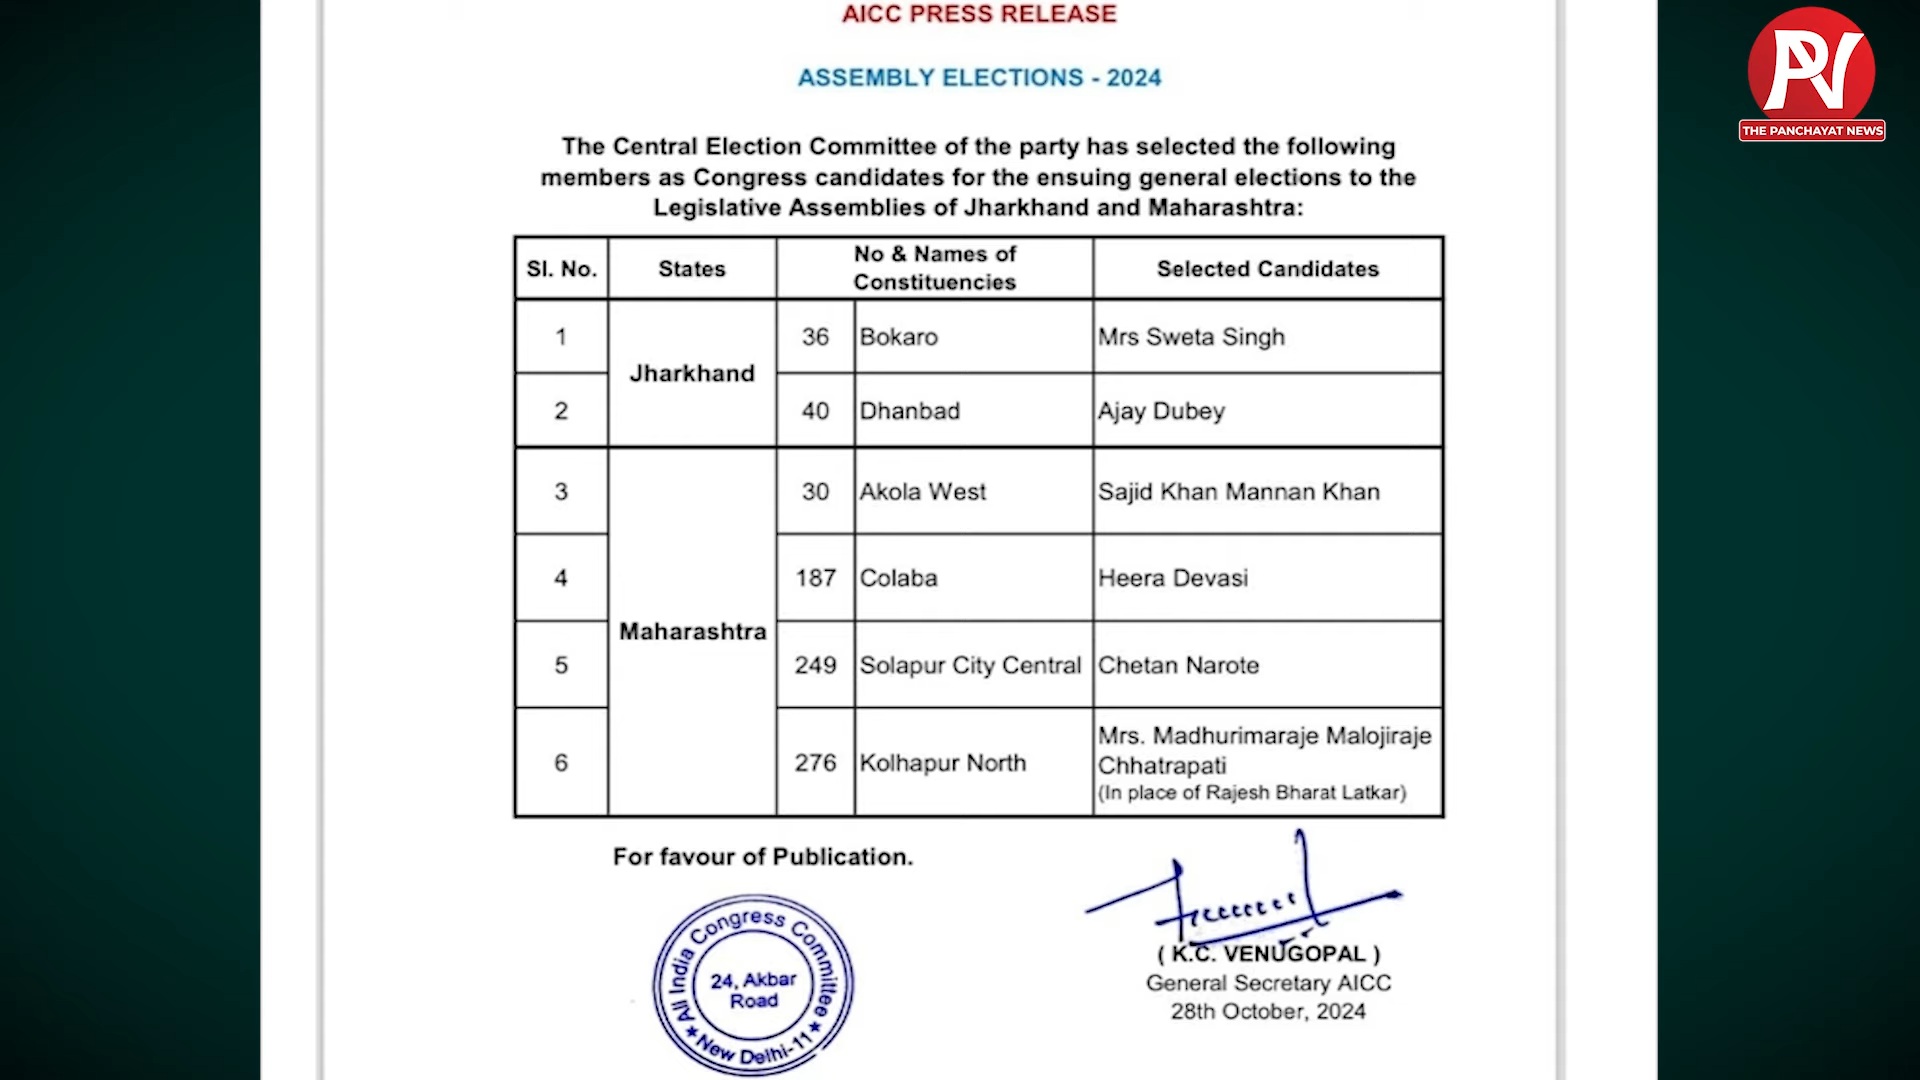 AICC PRESS RELEASE
PN
THE PANCHAYAT NEWS
ASSEMBLY ELECTIONS - 2024
The Central Election Committee of the party has selected the following
members as Congress candidates for the ensuing general elections to the
Legislative Assemblies of Jharkhand and Maharashtra:
Sl. No. States No & Names of Constituencies Selected Candidates
1 Jharkhand 36 Bokaro Mrs Sweta Singh
2 40 Dhanbad Ajay Dubey
3 Maharashtra 30 Akola West Sajid Khan Mannan Khan
4 187 Colaba Heera Devasi
5 249 Solapur City Central Chetan Narote
6 276 Kolhapur North Mrs. Madhurimaraje Malojiraje
Chhatrapati
(In place of Rajesh Bharat Latkar)
For favour of Publication.
All India Congress Committee
24, Akbar
Road
New Delhi-11
( K.C. VENUGOPAL )
General Secretary AICC
28th October, 2024